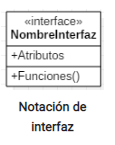 «interface»
NombreInterfaz
+Atributos
+Funciones()
Notación de
interfaz